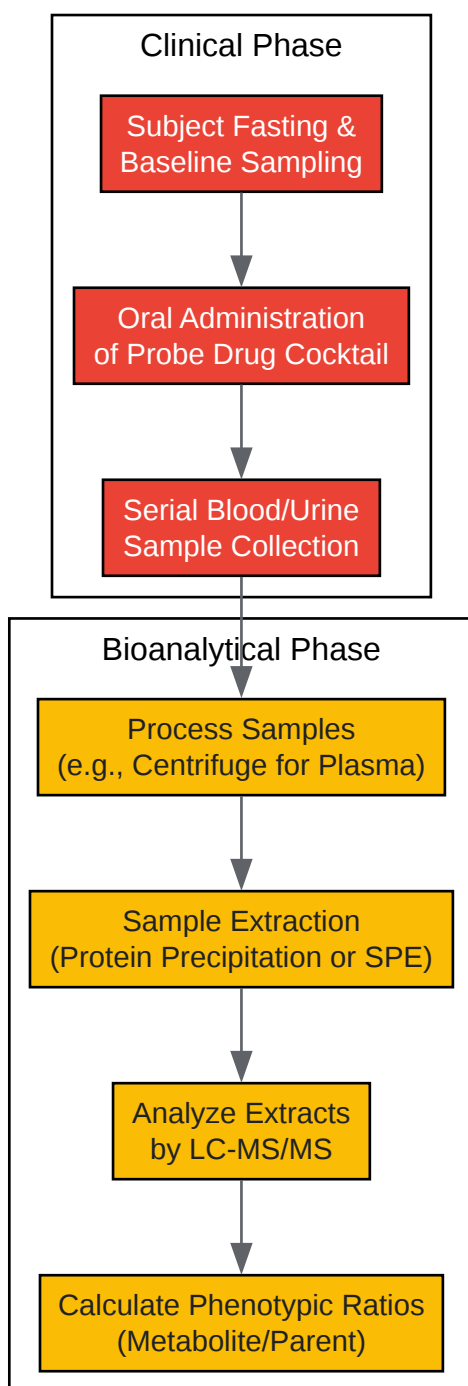 Clinical Phase
Subject Fasting &
Baseline Sampling
Oral Administration
of Probe Drug Cocktail
Serial Blood/Urine
Sample Collection
Bioanalytical Phase
Process Samples
(e.g., Centrifuge for Plasma)
Sample Extraction
(Protein Precipitation or SPE)
Analyze Extracts
by LC-MS/MS
Calculate Phenotypic Ratios
(Metabolite/Parent)